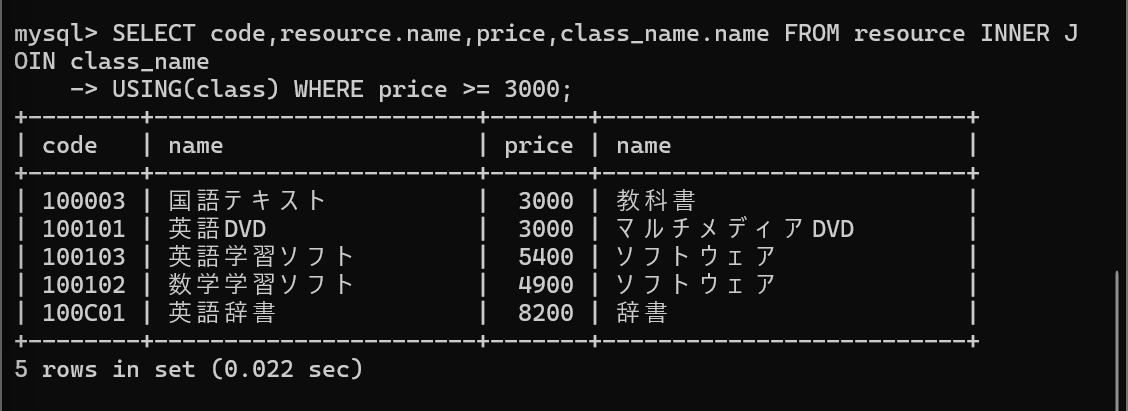 mysql> SELECT code,resource.name,price,class_name.name FROM resource INNER J
OIN class_name
    -> USING(class) WHERE price >= 3000;
+--------+-----------------------+-------+--------------------------+
| code   | name                  | price | name                     |
+--------+-----------------------+-------+--------------------------+
| 100003 | 国語テキスト          |  3000 | 教科書                   |
| 100101 | 英語DVD               |  3000 | マルチメディアDVD        |
| 100103 | 英語学習ソフト        |  5400 | ソフトウェア             |
| 100102 | 数学学習ソフト        |  4900 | ソフトウェア             |
| 100C01 | 英語辞書              |  8200 | 辞書                     |
+--------+-----------------------+-------+--------------------------+
5 rows in set (0.022 sec)